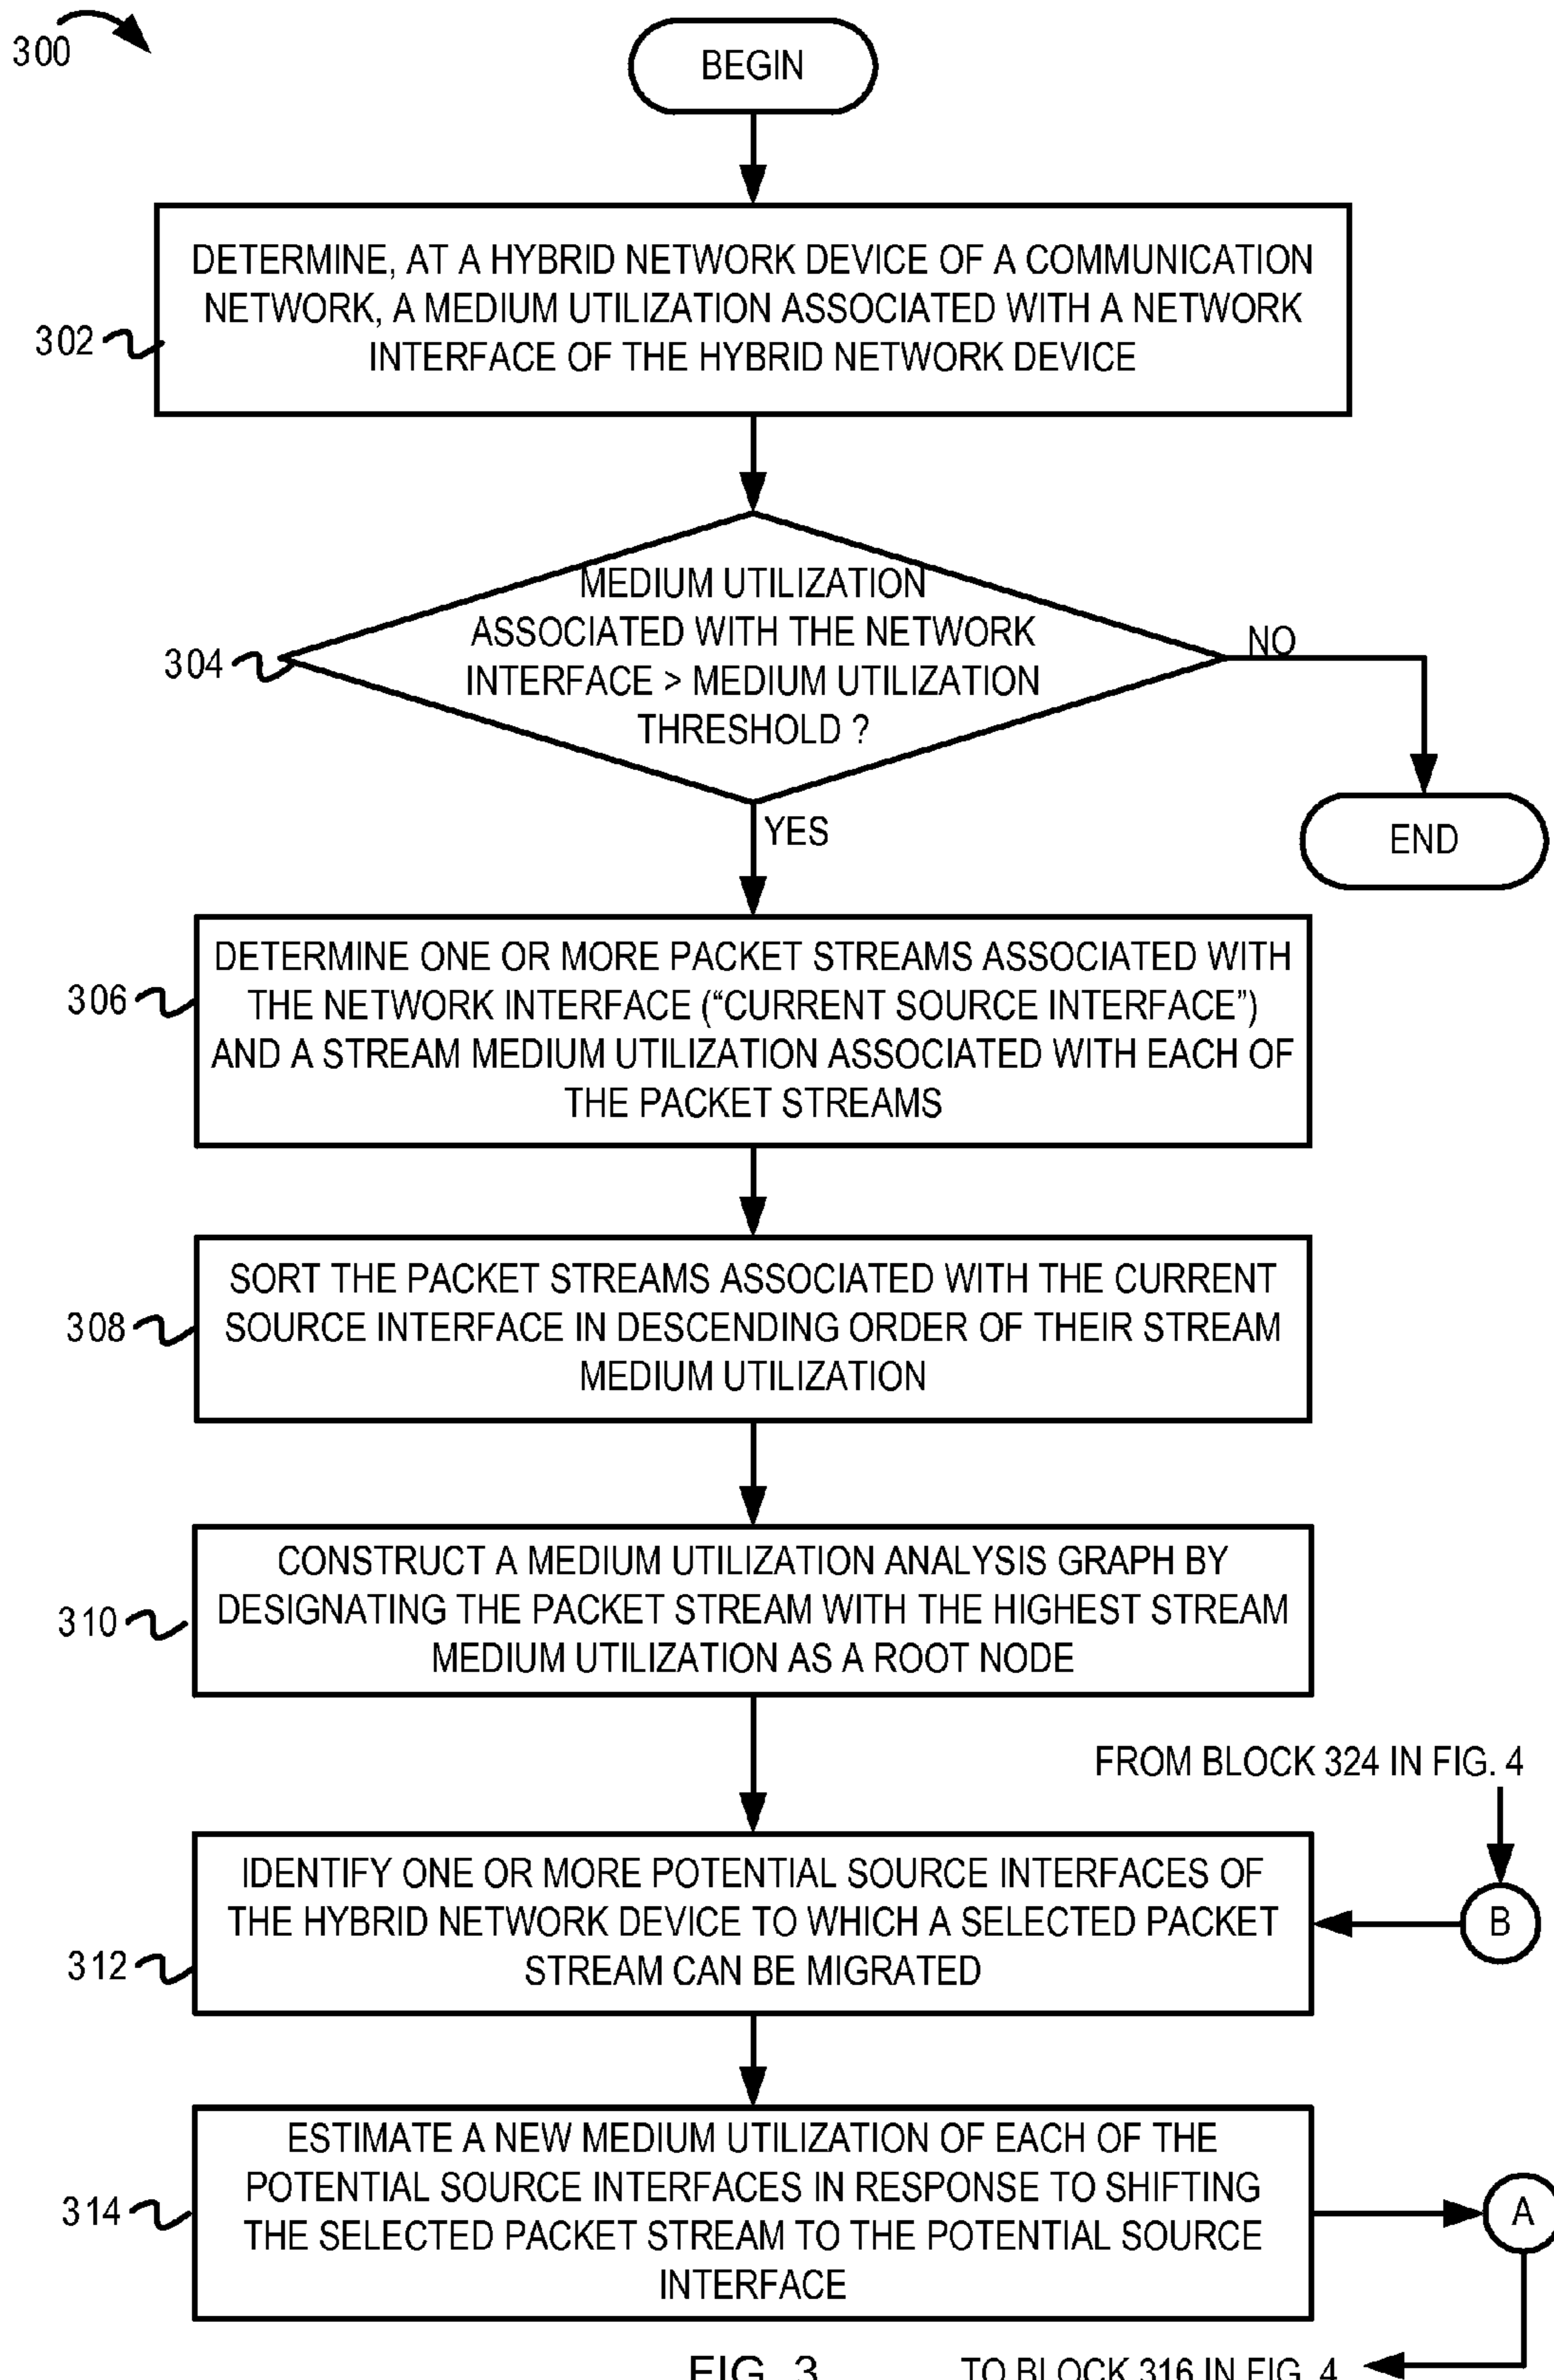 300
BEGIN
DETERMINE, AT A HYBRID NETWORK DEVICE OF A COMMUNICATION
NETWORK, A MEDIUM UTILIZATION ASSOCIATED WITH A NETWORK
INTERFACE OF THE HYBRID NETWORK DEVICE
302
MEDIUM UTILIZATION
ASSOCIATED WITH THE NETWORK
INTERFACE > MEDIUM UTILIZATION
THRESHOLD ?
304
NO
END
YES
DETERMINE ONE OR MORE PACKET STREAMS ASSOCIATED WITH
THE NETWORK INTERFACE (“CURRENT SOURCE INTERFACE”)
AND A STREAM MEDIUM UTILIZATION ASSOCIATED WITH EACH OF
THE PACKET STREAMS
306
SORT THE PACKET STREAMS ASSOCIATED WITH THE CURRENT
SOURCE INTERFACE IN DESCENDING ORDER OF THEIR STREAM
MEDIUM UTILIZATION
308
CONSTRUCT A MEDIUM UTILIZATION ANALYSIS GRAPH BY
DESIGNATING THE PACKET STREAM WITH THE HIGHEST STREAM
MEDIUM UTILIZATION AS A ROOT NODE
310
FROM BLOCK 324 IN FIG. 4
B
IDENTIFY ONE OR MORE POTENTIAL SOURCE INTERFACES OF
THE HYBRID NETWORK DEVICE TO WHICH A SELECTED PACKET
STREAM CAN BE MIGRATED
312
ESTIMATE A NEW MEDIUM UTILIZATION OF EACH OF THE
POTENTIAL SOURCE INTERFACES IN RESPONSE TO SHIFTING
THE SELECTED PACKET STREAM TO THE POTENTIAL SOURCE
INTERFACE
314
A
FIG. 3
TO BLOCK 316 IN FIG. 4